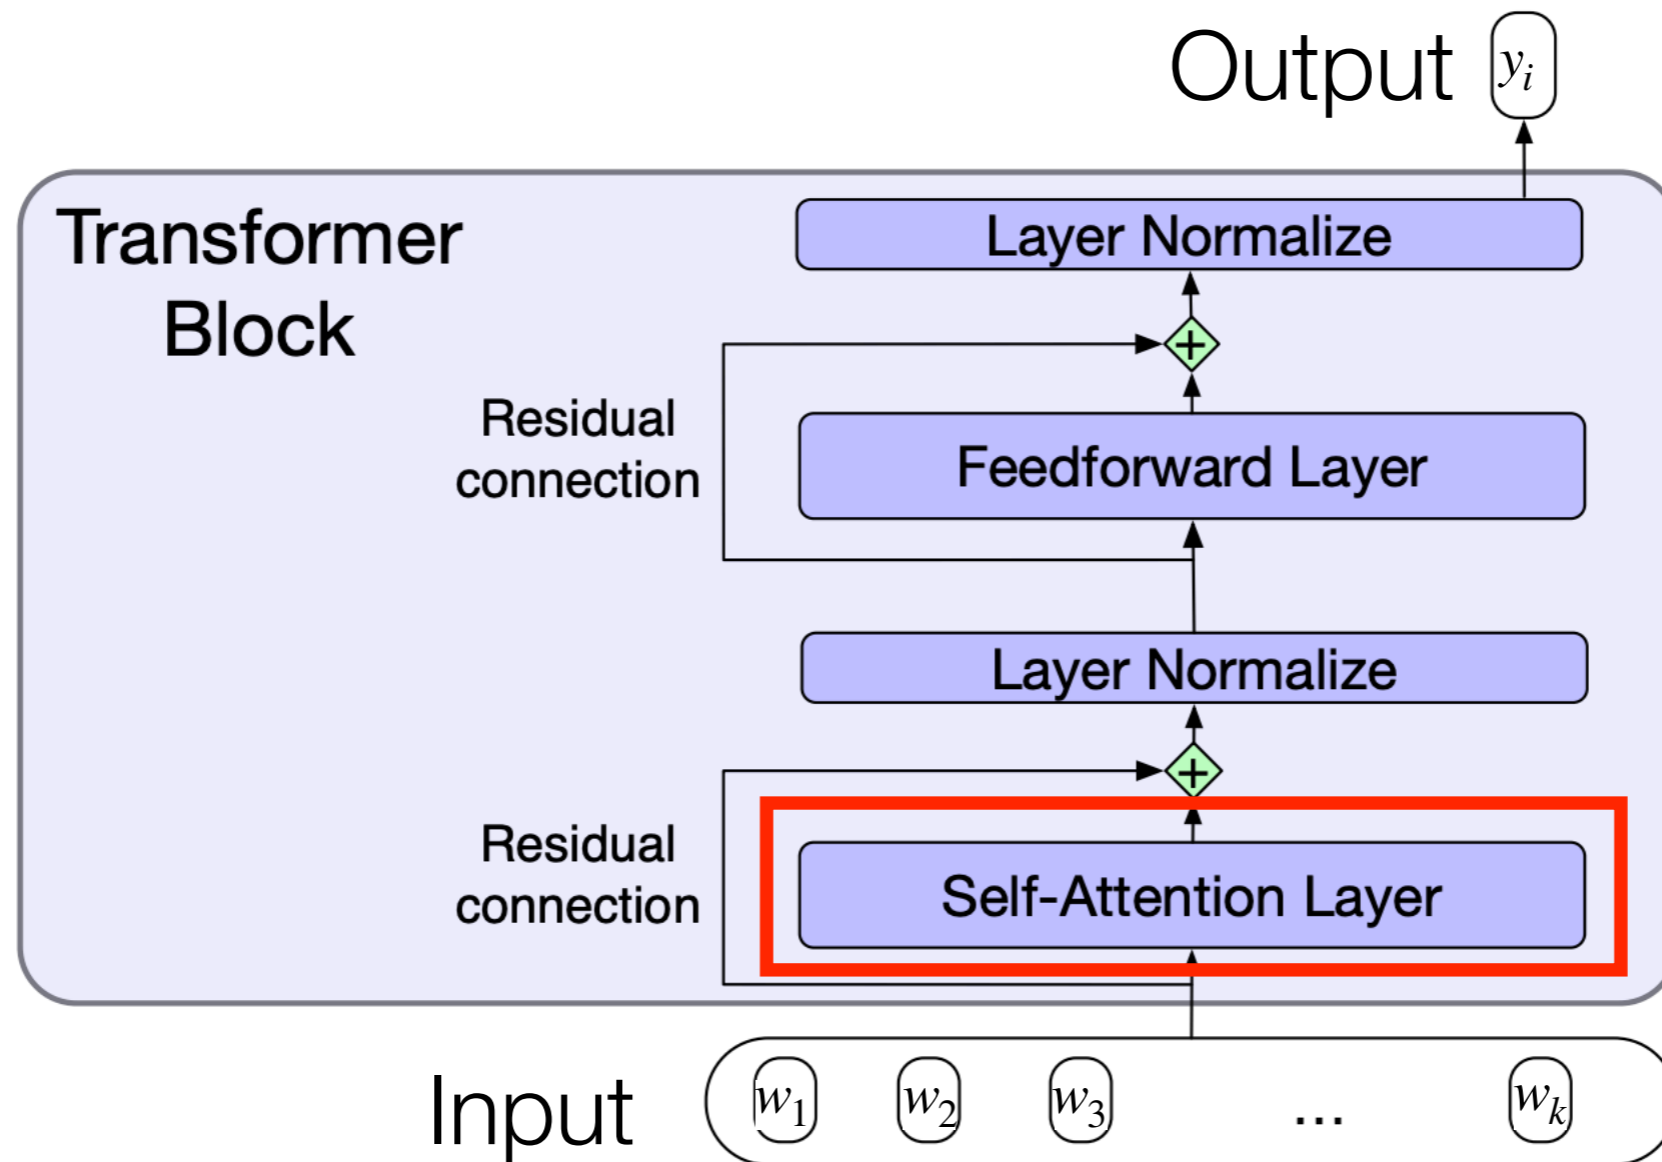 Output y_i
Transformer
Block
Layer Normalize
+
Residual
connection
Feedforward Layer
Layer Normalize
+
Residual
connection
Self-Attention Layer
Input w_1 w_2 w_3 ... w_k